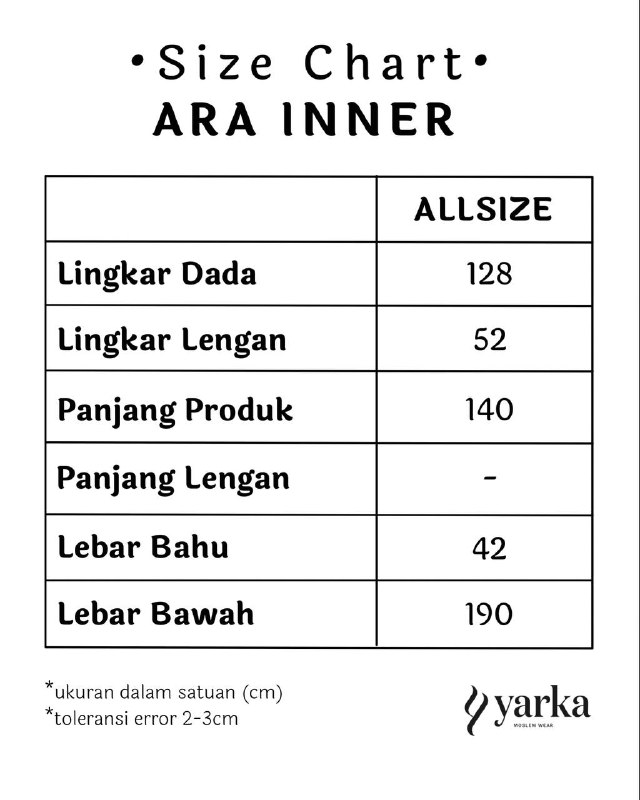 •Size Chart•
ARA INNER
ALLSIZE
Lingkar Dada 128
Lingkar Lengan 52
Panjang Produk 140
Panjang Lengan -
Lebar Bahu 42
Lebar Bawah 190
*ukuran dalam satuan (cm)
*toleransi error 2-3cm
yarka
MOSLEM WEAR